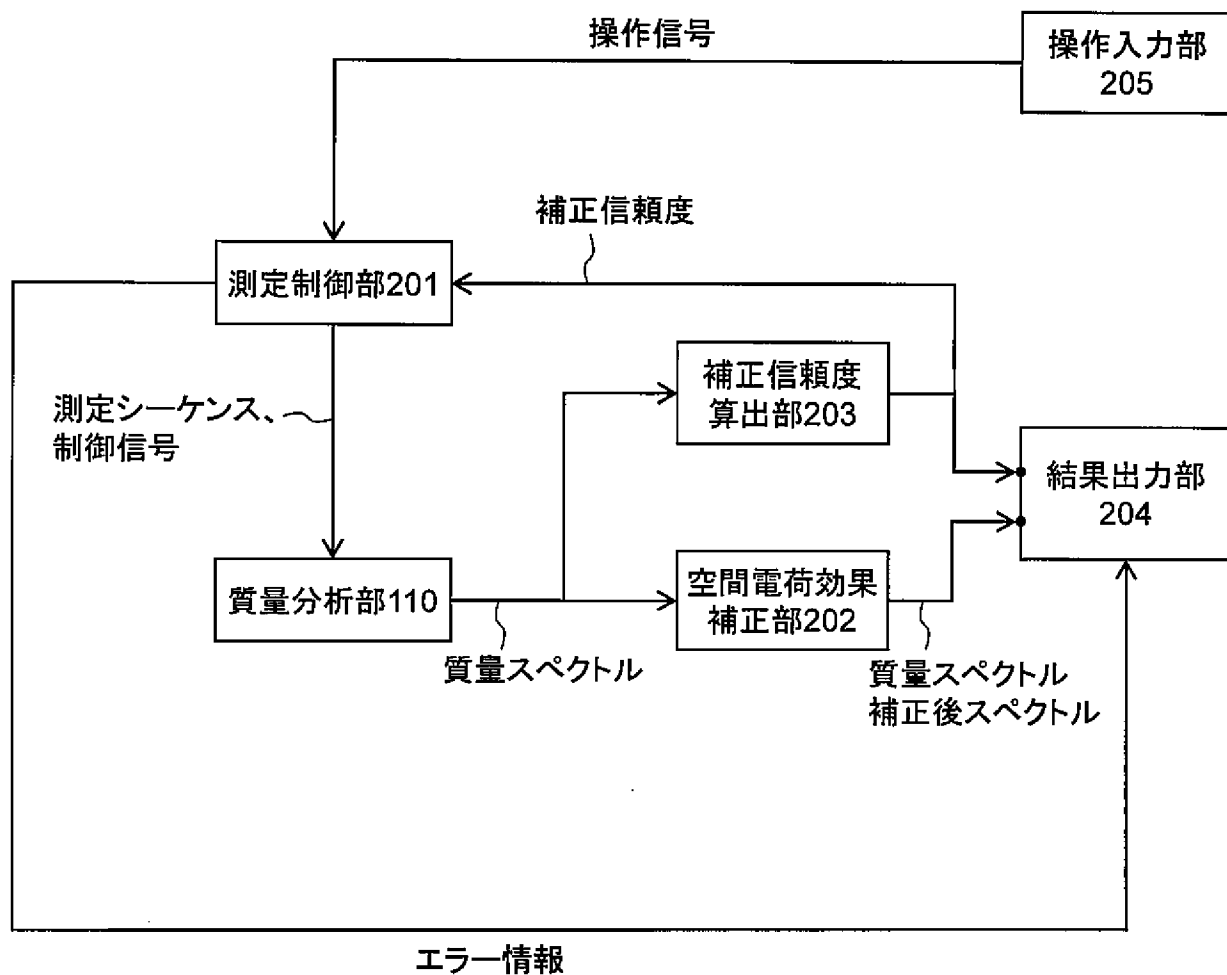 操作信号
操作入力部
205
補正信頼度
測定制御部201
補正信頼度
算出部203
測定シーケンス、
制御信号
結果出力部
204
質量分析部110
空間電荷効果
補正部202
質量スペクトル
質量スペクトル
補正後スペクトル
エラー情報